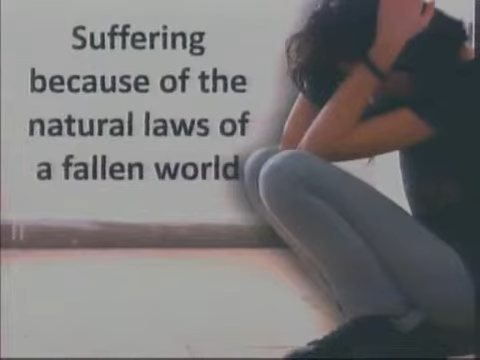 Suffering
because of the
natural laws of
a fallen world